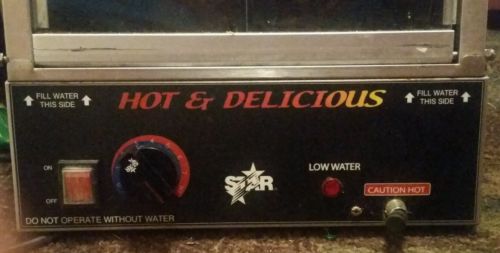 FILL WATER
THIS SIDE
HOT & DELICIOUS
FILL WATER
THIS SIDE
ON
OFF
STAR
LOW WATER
CAUTION HOT
DO NOT OPERATE WITHOUT WATER